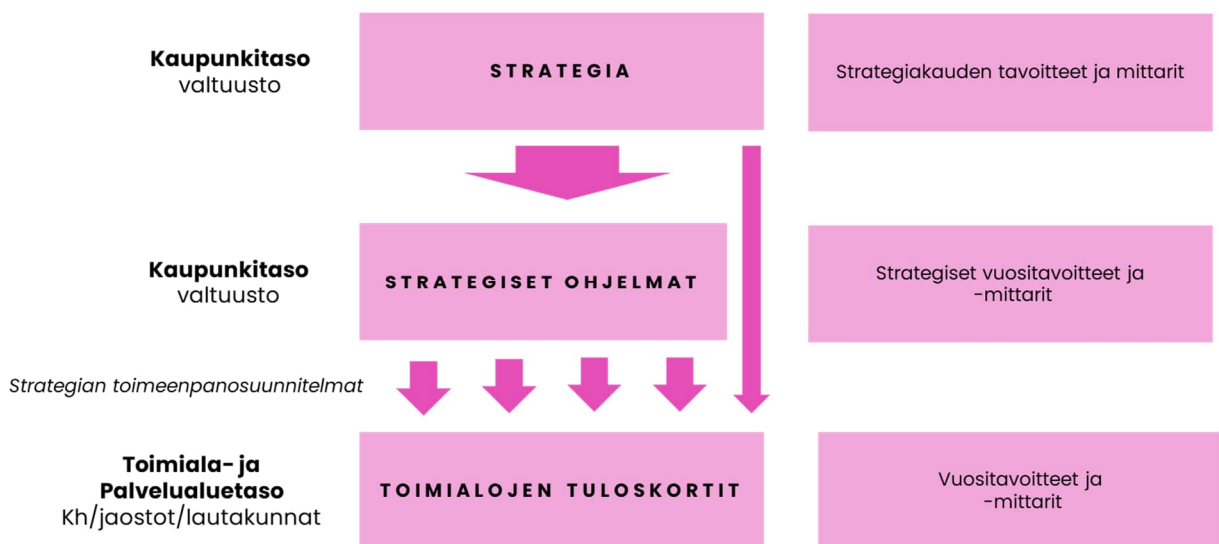 Kaupunkitaso
valtuusto
STRATEGIA
Strategiakauden tavoitteet ja mittarit
Kaupunkitaso
valtuusto
STRATEGISET OHJELMAT
Strategiset vuositavoitteet ja
-mittarit
Strategian toimeenpanosuunnitelmat
Toimiala- ja
Palvelualuetaso
Kh/jaostot/lautakunnat
TOIMIALOJEN TULOSKORTIT
Vuositavoitteet ja
-mittarit